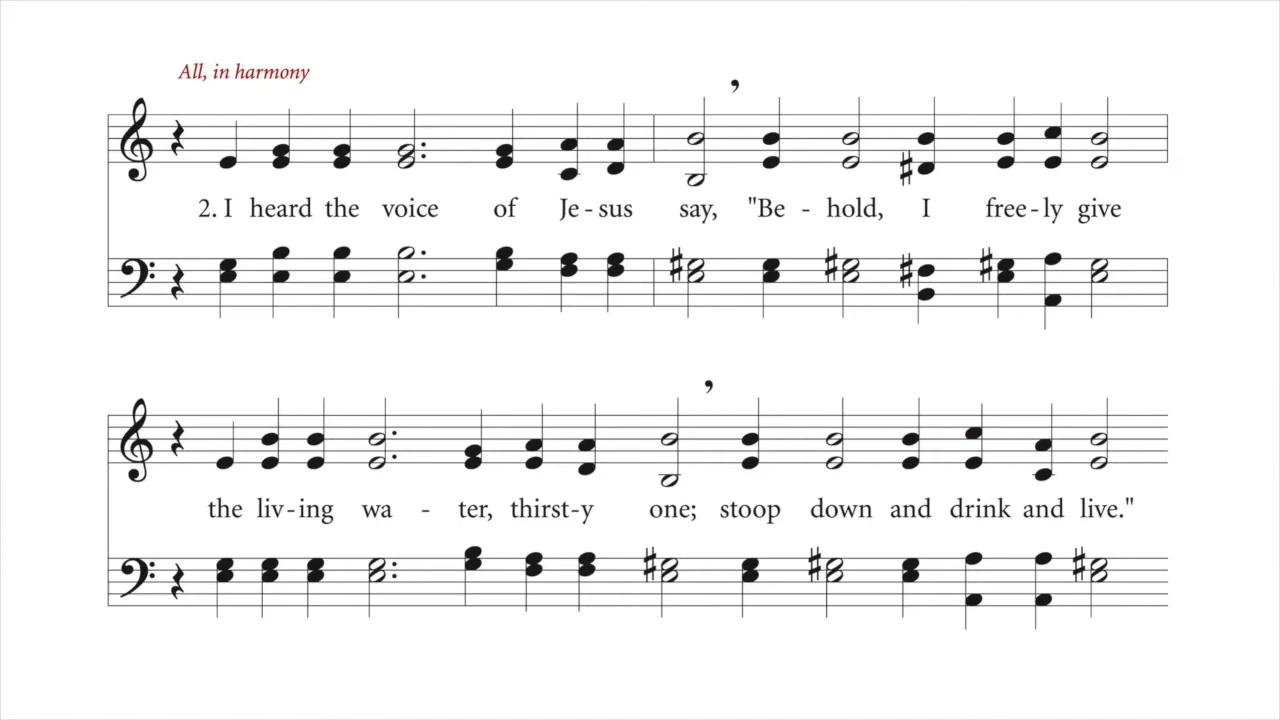 All, in harmony
2. I heard the voice of Je - sus say, "Be - hold, I free - ly give
the liv - ing wa - ter, thirst - y one; stoop down and drink and live."